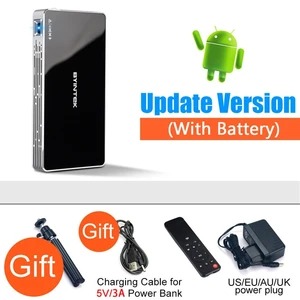 BYINTEK
Update Version
(With Battery)
Gift
Gift
Charging Cable for
5V/3A Power Bank
US/EU/AU/UK
power plug